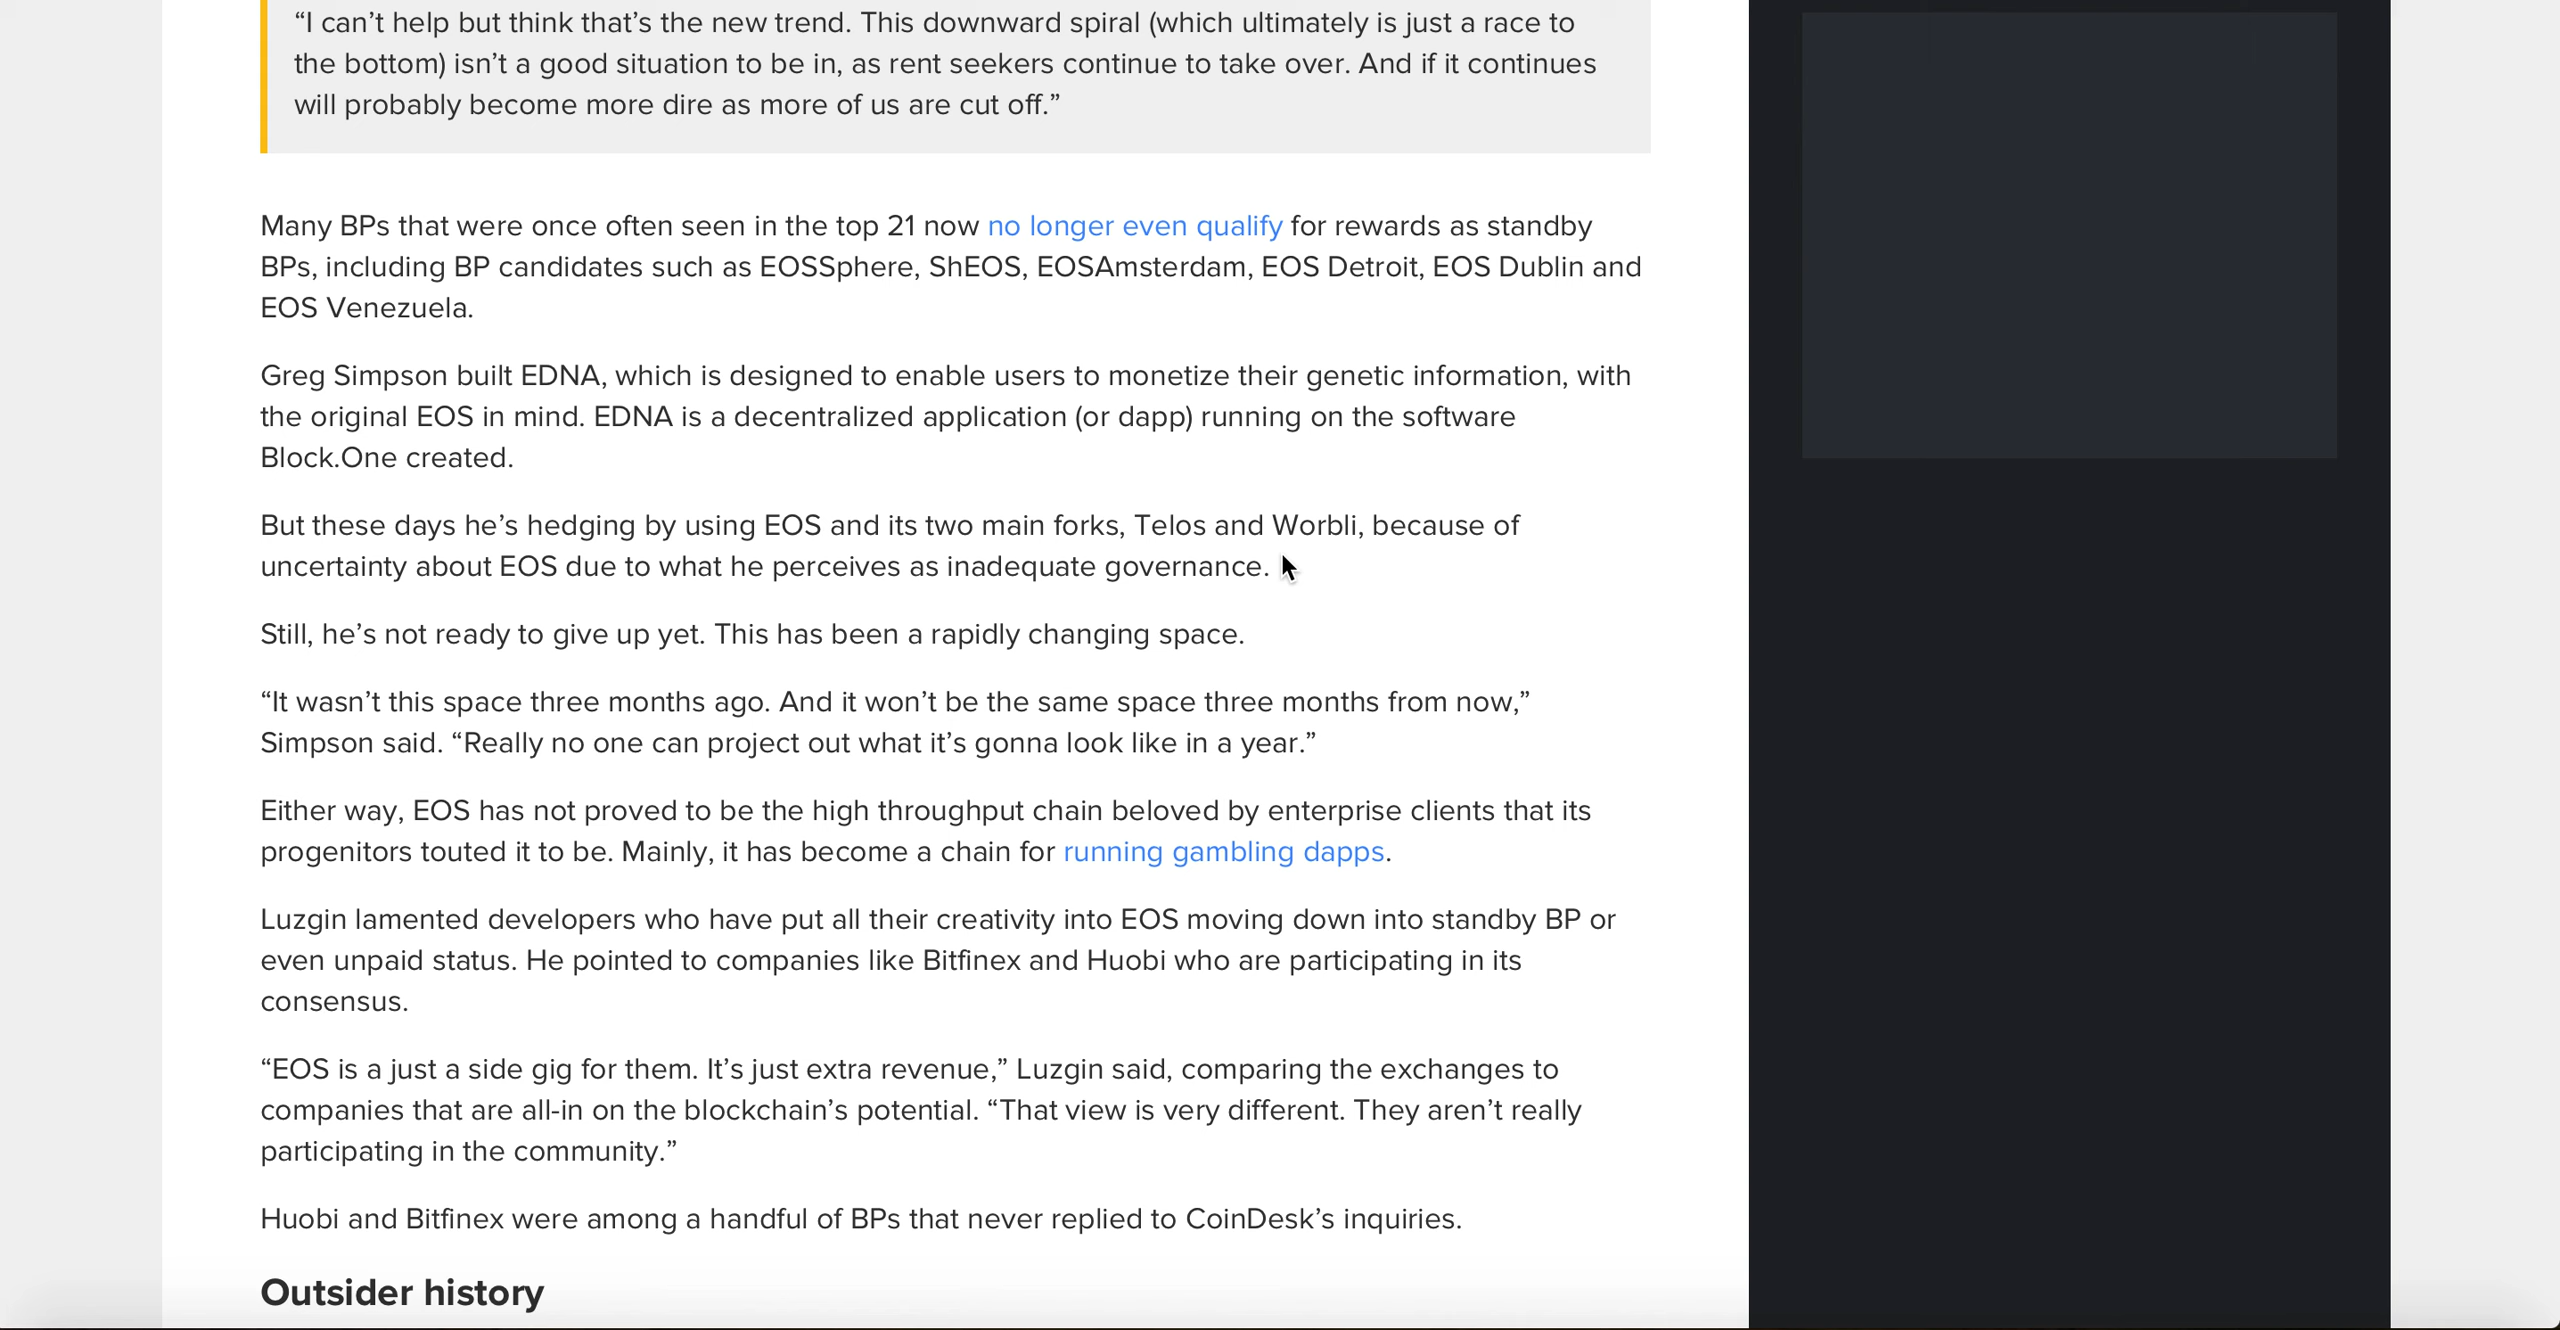 “I can’t help but think that’s the new trend. This downward spiral (which ultimately is just a race to
the bottom) isn’t a good situation to be in, as rent seekers continue to take over. And if it continues
will probably become more dire as more of us are cut off.”
Many BPs that were once often seen in the top 21 now no longer even qualify for rewards as standby
BPs, including BP candidates such as EOSSphere, ShEOS, EOSAmsterdam, EOS Detroit, EOS Dublin and
EOS Venezuela.
Greg Simpson built EDNA, which is designed to enable users to monetize their genetic information, with
the original EOS in mind. EDNA is a decentralized application (or dapp) running on the software
Block.One created.
But these days he’s hedging by using EOS and its two main forks, Telos and Worbli, because of
uncertainty about EOS due to what he perceives as inadequate governance.
Still, he’s not ready to give up yet. This has been a rapidly changing space.
“It wasn’t this space three months ago. And it won’t be the same space three months from now,”
Simpson said. “Really no one can project out what it’s gonna look like in a year.”
Either way, EOS has not proved to be the high throughput chain beloved by enterprise clients that its
progenitors touted it to be. Mainly, it has become a chain for running gambling dapps.
Luzgin lamented developers who have put all their creativity into EOS moving down into standby BP or
even unpaid status. He pointed to companies like Bitfinex and Huobi who are participating in its
consensus.
“EOS is a just a side gig for them. It’s just extra revenue,” Luzgin said, comparing the exchanges to
companies that are all-in on the blockchain’s potential. “That view is very different. They aren’t really
participating in the community.”
Huobi and Bitfinex were among a handful of BPs that never replied to CoinDesk’s inquiries.
Outsider history